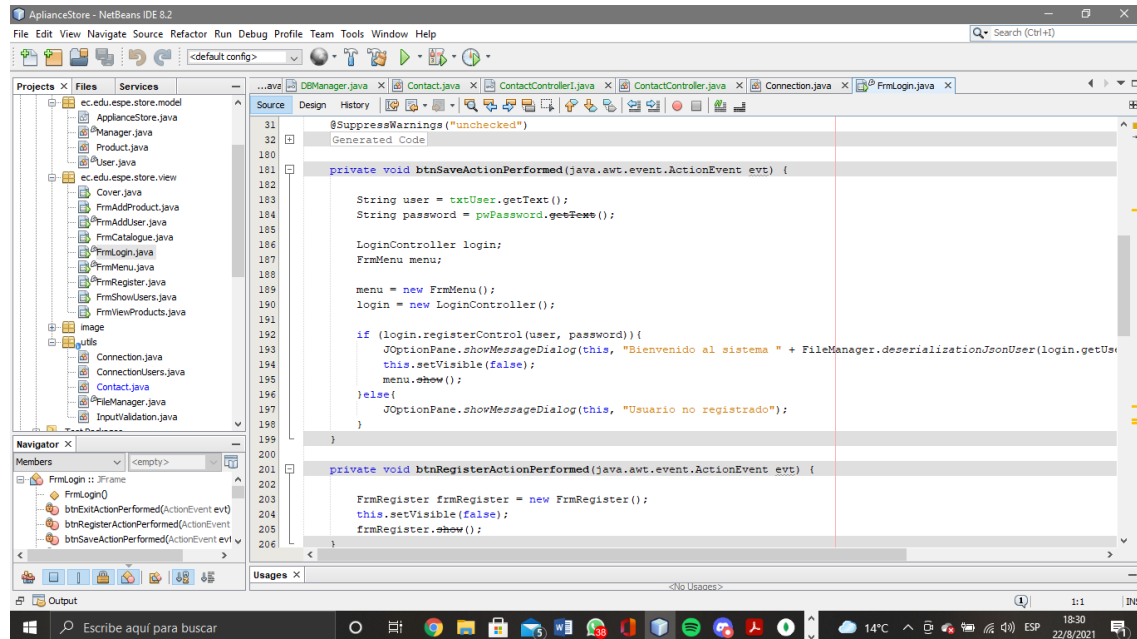 AplianceStore - NetBeans IDE 8.2
File Edit View Navigate Source Refactor Run Debug Profile Team Tools Window Help
Search (Ctrl+I)
<default config>
Projects Files Services
...ava DBManager.java Contact.java ContactControllerI.java ContactController.java Connection.java FrmLogin.java
Source Design History
ec.edu.espe.store.model
ApplianceStore.java
Manager.java
Product.java
User.java
ec.edu.espe.store.view
Cover.java
FrmAddProduct.java
FrmAddUser.java
FrmCatalogue.java
FrmLogin.java
FrmMenu.java
FrmRegister.java
FrmShowUsers.java
FrmViewProducts.java
image
utils
Connection.java
ConnectionUsers.java
Contact.java
FileManager.java
InputValidation.java
31 @SuppressWarnings("unchecked")
32 Generated Code
180
181 private void btnSaveActionPerformed(java.awt.event.ActionEvent evt) {
182
183 String user = txtUser.getText();
184 String password = pwPassword.getText();
185
186 LoginController login;
187 FrmMenu menu;
188
189 menu = new FrmMenu();
190 login = new LoginController();
191
192 if (login.registerControl(user, password)){
193 JOptionPane.showMessageDialog(this, "Bienvenido al sistema " + FileManager.deserializationJsonUser(login.getUse
194 this.setVisible(false);
195 menu.show();
196 }else{
197 JOptionPane.showMessageDialog(this, "Usuario no registrado");
198 }
199 }
200
201 private void btnRegisterActionPerformed(java.awt.event.ActionEvent evt) {
202
203 FrmRegister frmRegister = new FrmRegister();
204 this.setVisible(false);
205 frmRegister.show();
206 }
Navigator
Members <empty>
FrmLogin :: JFrame
FrmLogin()
btnExitActionPerformed(ActionEvent evt)
btnRegisterActionPerformed(ActionEvent
btnSaveActionPerformed(ActionEvent evt
Usages
<No Usages>
Output
1 1:1 INS
Escribe aquí para buscar
5
38
14°C
ESP
18:30
22/8/2021